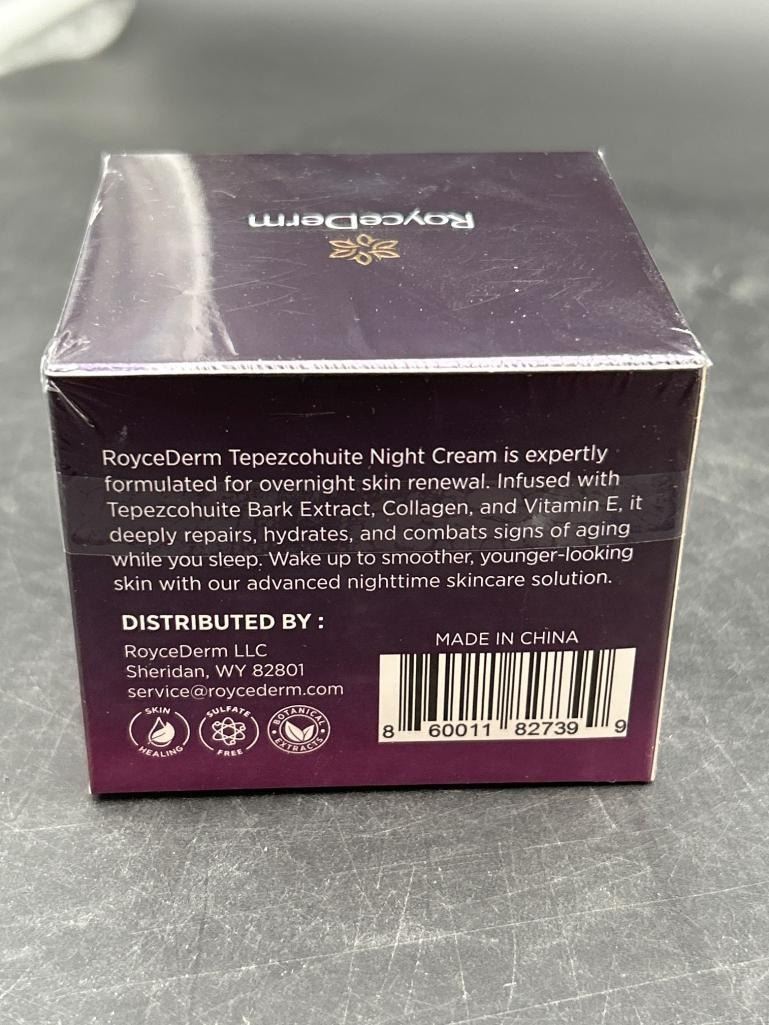 RoyceDerm
RoyceDerm Tepezcohuite Night Cream is expertly
formulated for overnight skin renewal. Infused with
Tepezcohuite Bark Extract, Collagen, and Vitamin E, it
deeply repairs, hydrates, and combats signs of aging
while you sleep. Wake up to smoother, younger-looking
skin with our advanced nighttime skincare solution.
DISTRIBUTED BY :
RoyceDerm LLC
Sheridan, WY 82801
service@roycederm.com
MADE IN CHINA
8 60011 82739 9
SKIN HEALING
SULFATE FREE
BOTANICAL EXTRACTS